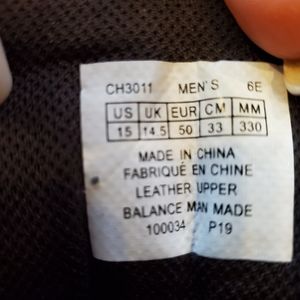 CH3011 MEN'S 6E
US UK EUR CM MM
15 14.5 50 33 330
MADE IN CHINA
FABRIQUÉ EN CHINE
LEATHER UPPER
BALANCE MAN MADE
100034 P19